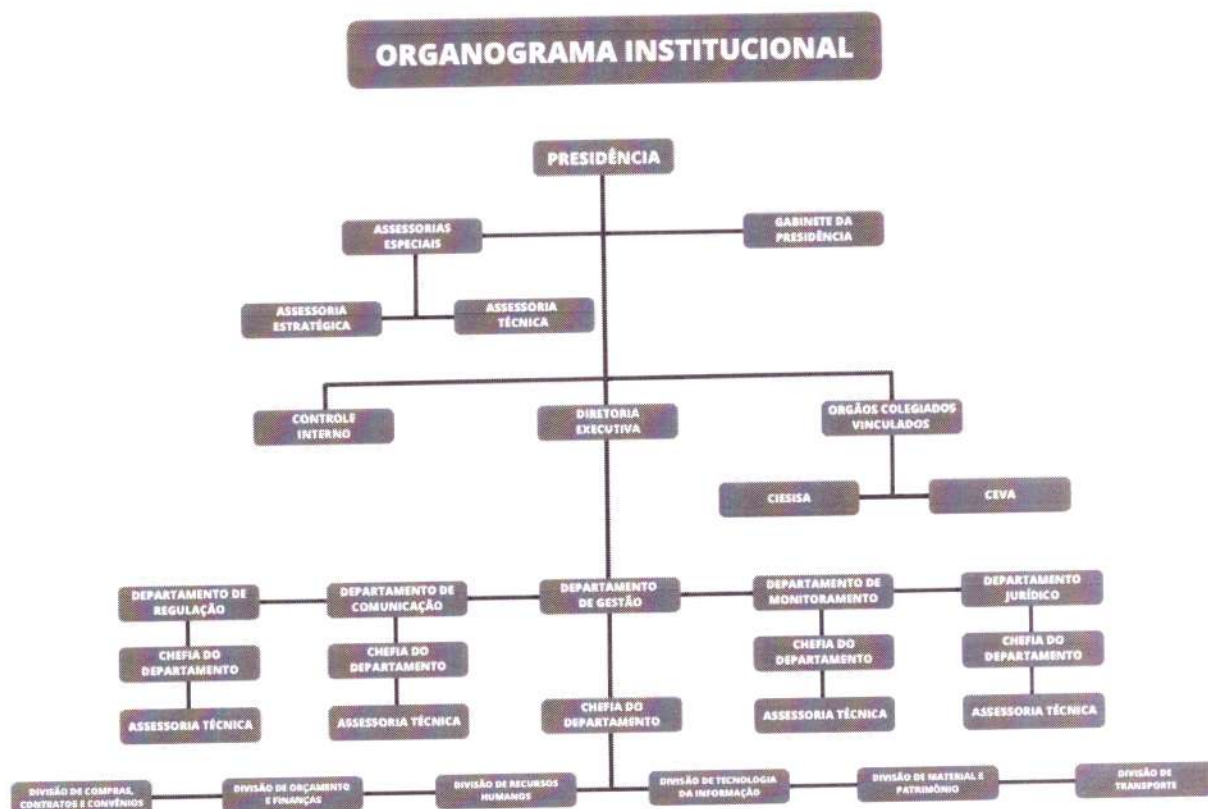 ORGANOGRAMA INSTITUCIONAL
PRESIDÊNCIA
ASSESSORIAS
ESPECIAIS
GABINETE DA
PRESIDÊNCIA
ASSESSORIA
ESTRATÉGICA
ASSESSORIA
TÉCNICA
CONTROLE
INTERNO
DIRETORIA
EXECUTIVA
ORGÃOS COLEGIADOS
VINCULADOS
CIESISA
CEVA
DEPARTAMENTO DE
REGULAÇÃO
DEPARTAMENTO DE
COMUNICAÇÃO
DEPARTAMENTO
DE GESTÃO
DEPARTAMENTO DE
MONITORAMENTO
DEPARTAMENTO
JURÍDICO
CHEFIA DO
DEPARTAMENTO
CHEFIA DO
DEPARTAMENTO
CHEFIA DO
DEPARTAMENTO
CHEFIA DO
DEPARTAMENTO
ASSESSORIA TÉCNICA
ASSESSORIA TÉCNICA
CHEFIA DO
DEPARTAMENTO
ASSESSORIA TÉCNICA
ASSESSORIA TÉCNICA
DIVISÃO DE COMPRAS,
CONTRATOS E CONVÊNIOS
DIVISÃO DE ORÇAMENTO
E FINANÇAS
DIVISÃO DE RECURSOS
HUMANOS
DIVISÃO DE TECNOLOGIA
DA INFORMAÇÃO
DIVISÃO DE MATERIAL E
PATRIMÔNIO
DIVISÃO DE
TRANSPORTE